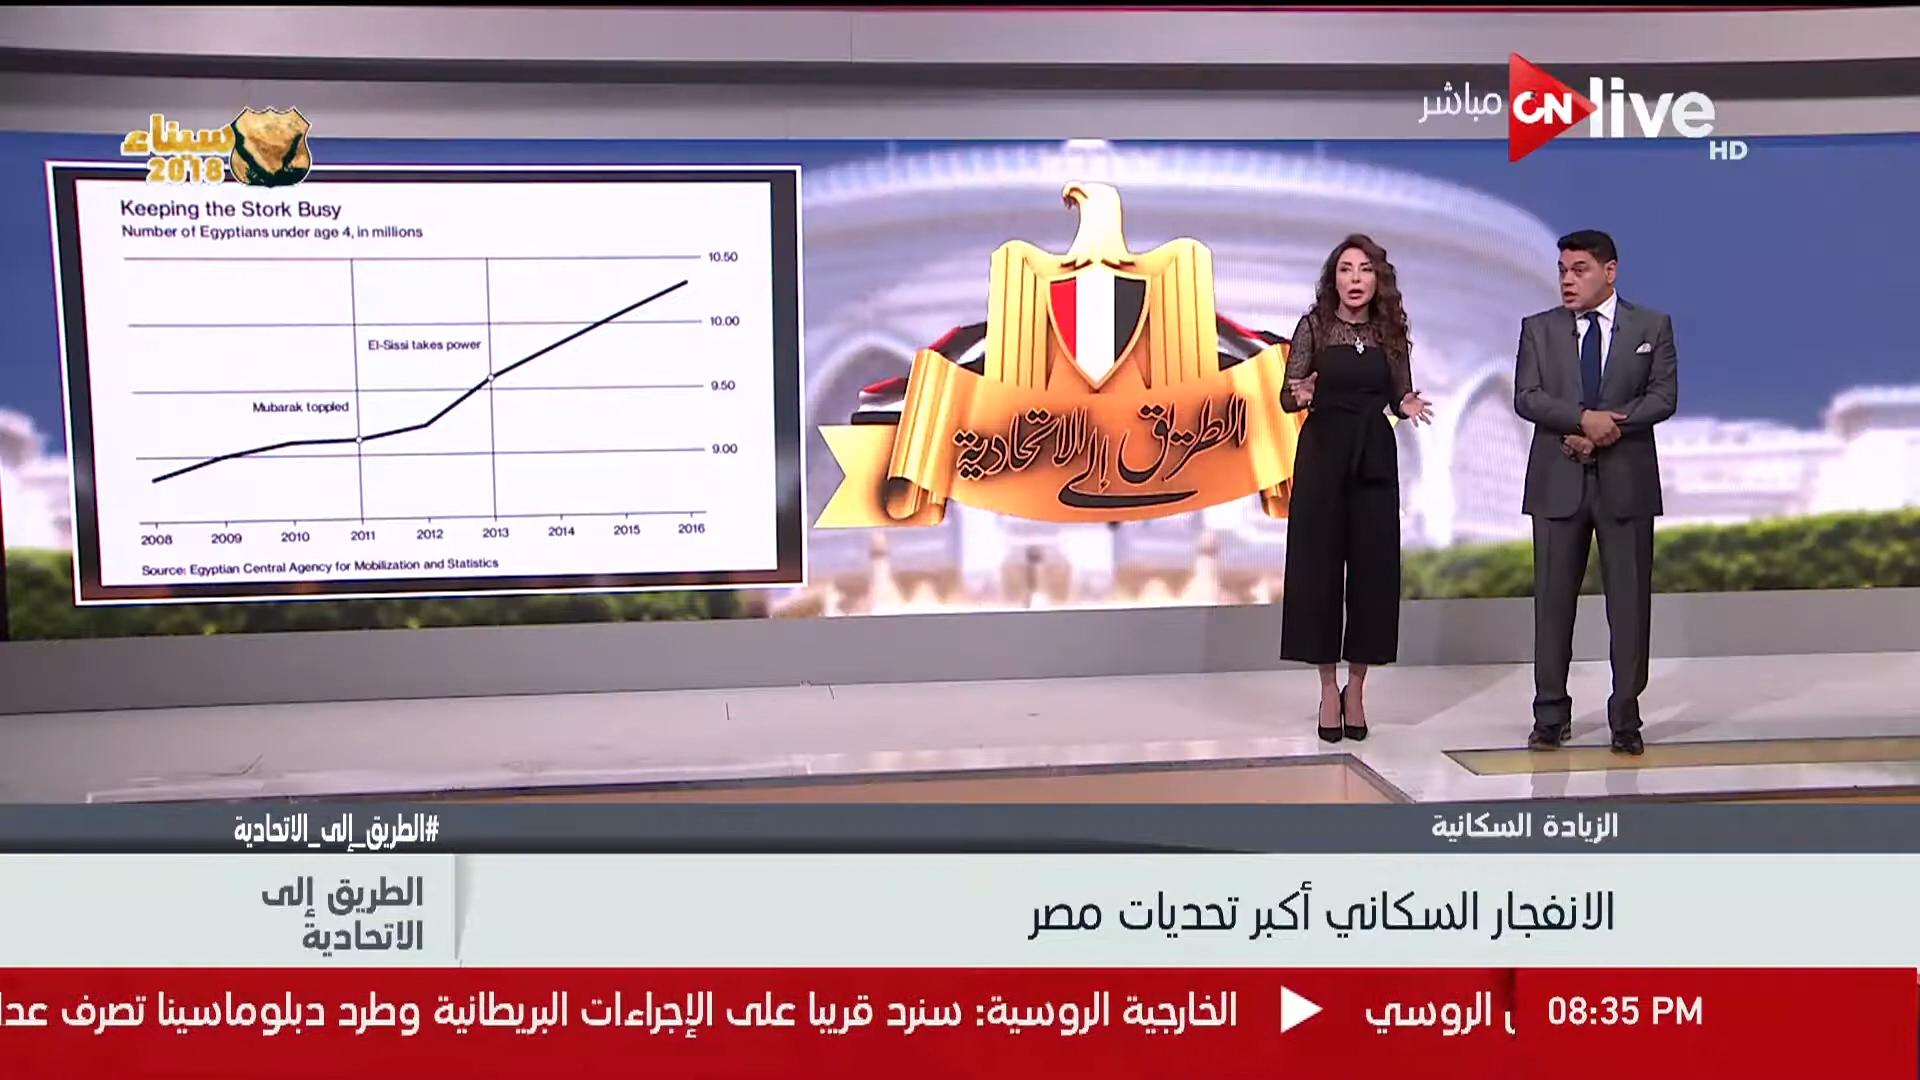 مباشر ON live
HD
سيناء
2018
Keeping the Stork Busy
Number of Egyptians under age 4, in millions
10.50
10.00
El-Sissi takes power
9.50
Mubarak toppled
9.00
2008 2009 2010 2011 2012 2013 2014 2015 2016
Source: Egyptian Central Agency for Mobilization and Statistics
الطريق إلى الاتحادية
الزيادة السكانية
#الطريق_إلى_الاتحادية
الانفجار السكاني أكبر تحديات مصر
الطريق إلى
الاتحادية
08:35 PM
الروسي
الخارجية الروسية: سنرد قريبا على الإجراءات البريطانية وطرد دبلوماسينا تصرف